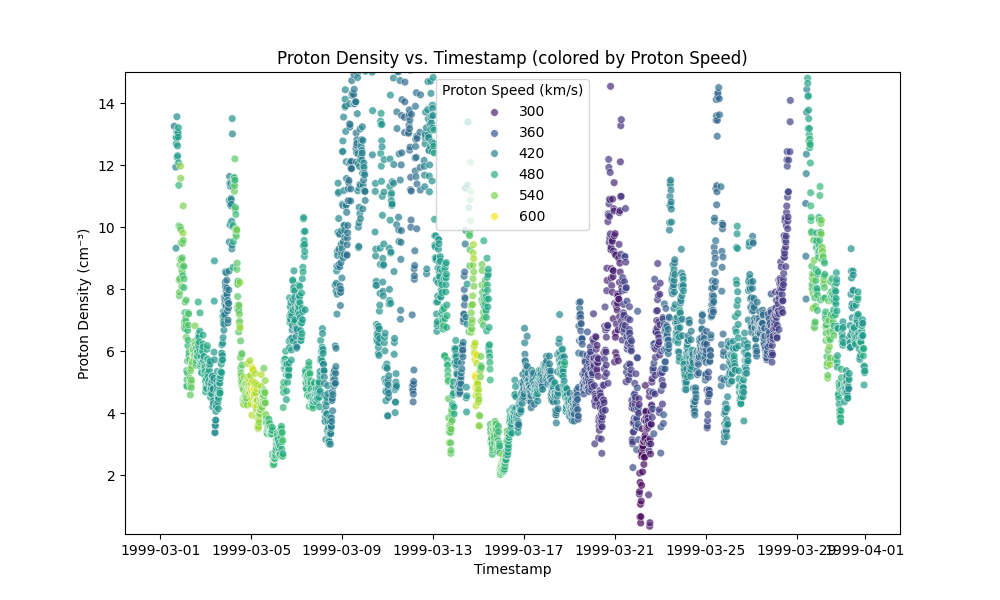 Proton Density vs. Timestamp (colored by Proton Speed)
Proton Density (cm⁻³)
14
12
10
8
6
4
2
Proton Speed (km/s)
300
360
420
480
540
600
1999-03-01 1999-03-05 1999-03-09 1999-03-13 1999-03-17 1999-03-21 1999-03-25 1999-03-29 1999-04-01
Timestamp